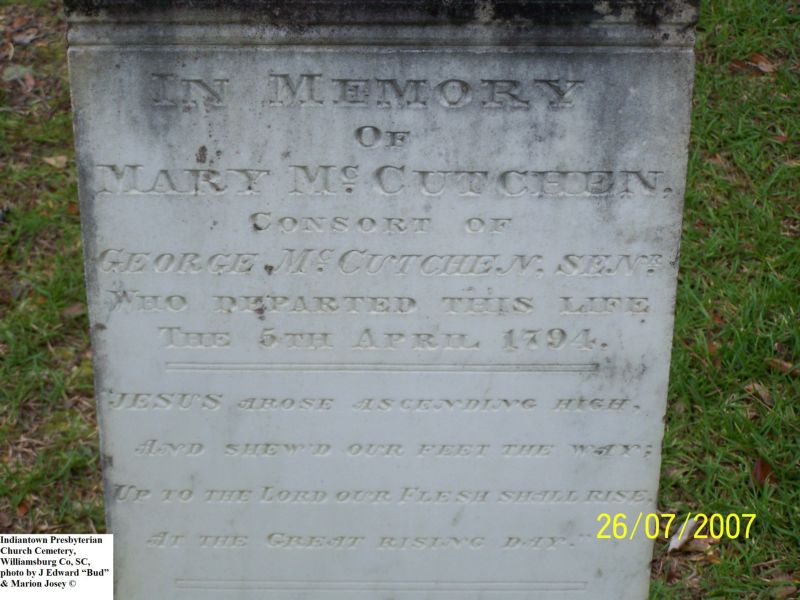 IN MEMORY
OF
MARY McCUTCHEN.
CONSORT OF
GEORGE McCUTCHEN, SENR
WHO DEPARTED THIS LIFE
THE 5TH APRIL 1794.
JESUS AROSE ASCENDING HIGH,
AND SHEW'D OUR FEET THE WAY;
UP TO THE LORD OUR FLESH SHALL RISE,
AT THE GREAT RISING DAY."
26/07/2007
Indiantown Presbyterian
Church Cemetery,
Williamsburg Co, SC,
photo by J Edward "Bud"
& Marion Josey ©